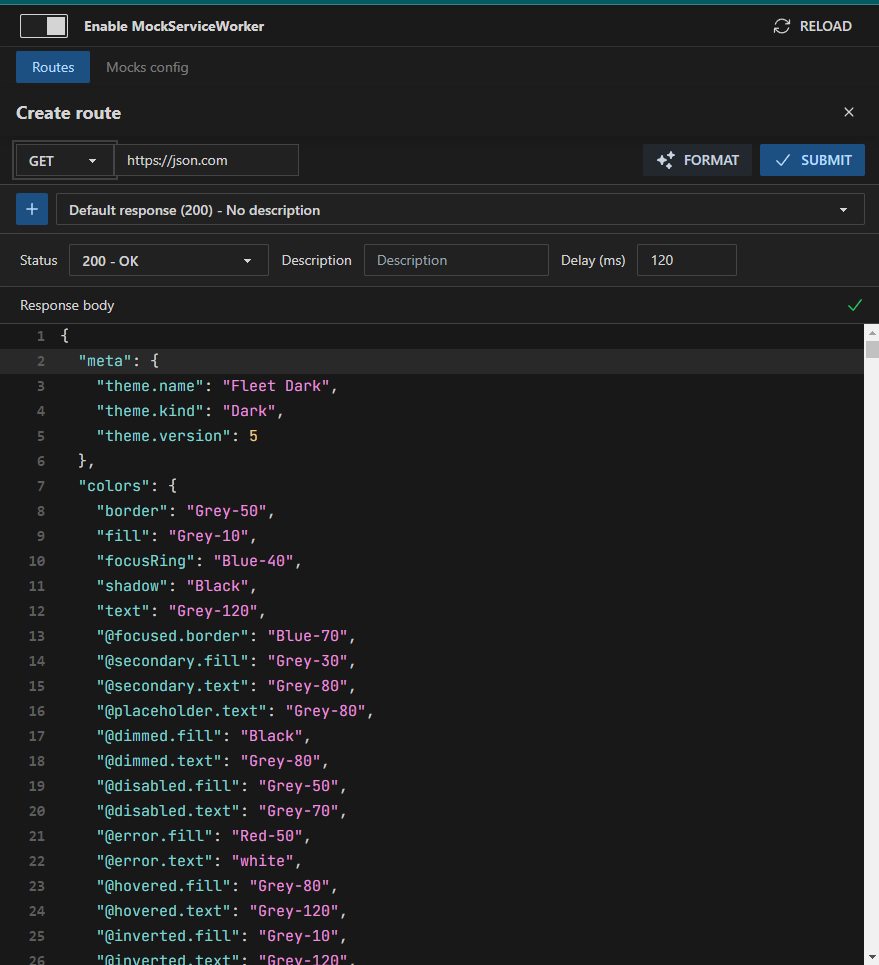 Enable MockServiceWorker RELOAD
Routes Mocks config
Create route
GET https://json.com FORMAT SUBMIT
Default response (200) - No description
Status 200 - OK Description Description Delay (ms) 120
Response body
1 {
2 "meta": {
3 "theme.name": "Fleet Dark",
4 "theme.kind": "Dark",
5 "theme.version": 5
6 },
7 "colors": {
8 "border": "Grey-50",
9 "fill": "Grey-10",
10 "focusRing": "Blue-40",
11 "shadow": "Black",
12 "text": "Grey-120",
13 "@focused.border": "Blue-70",
14 "@secondary.fill": "Grey-30",
15 "@secondary.text": "Grey-80",
16 "@placeholder.text": "Grey-80",
17 "@dimmed.fill": "Black",
18 "@dimmed.text": "Grey-80",
19 "@disabled.fill": "Grey-50",
20 "@disabled.text": "Grey-70",
21 "@error.fill": "Red-50",
22 "@error.text": "white",
23 "@hovered.fill": "Grey-80",
24 "@hovered.text": "Grey-120",
25 "@inverted.fill": "Grey-10",
26 "@inverted.text": "Grey-120",